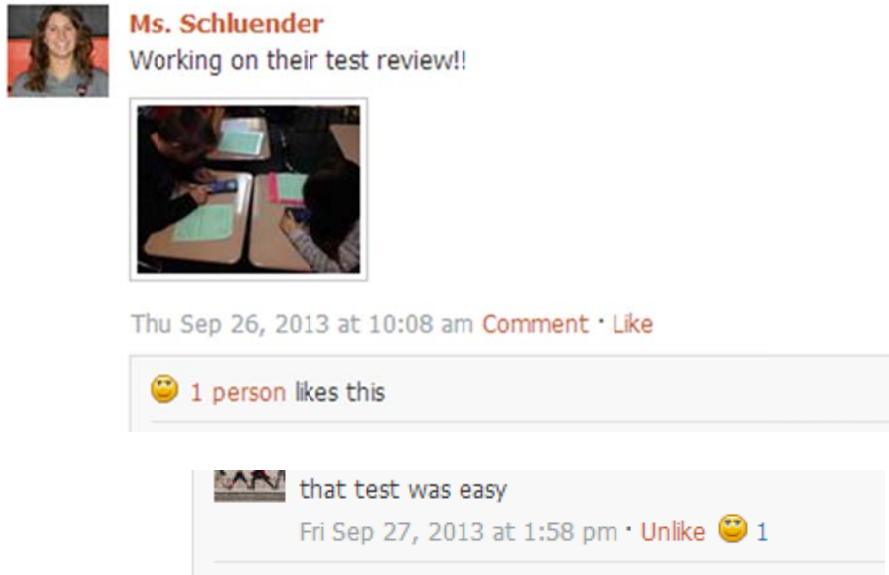 Ms. Schluender
Working on their test review!!
Thu Sep 26, 2013 at 10:08 am Comment · Like
1 person likes this
that test was easy
Fri Sep 27, 2013 at 1:58 pm · Unlike 1